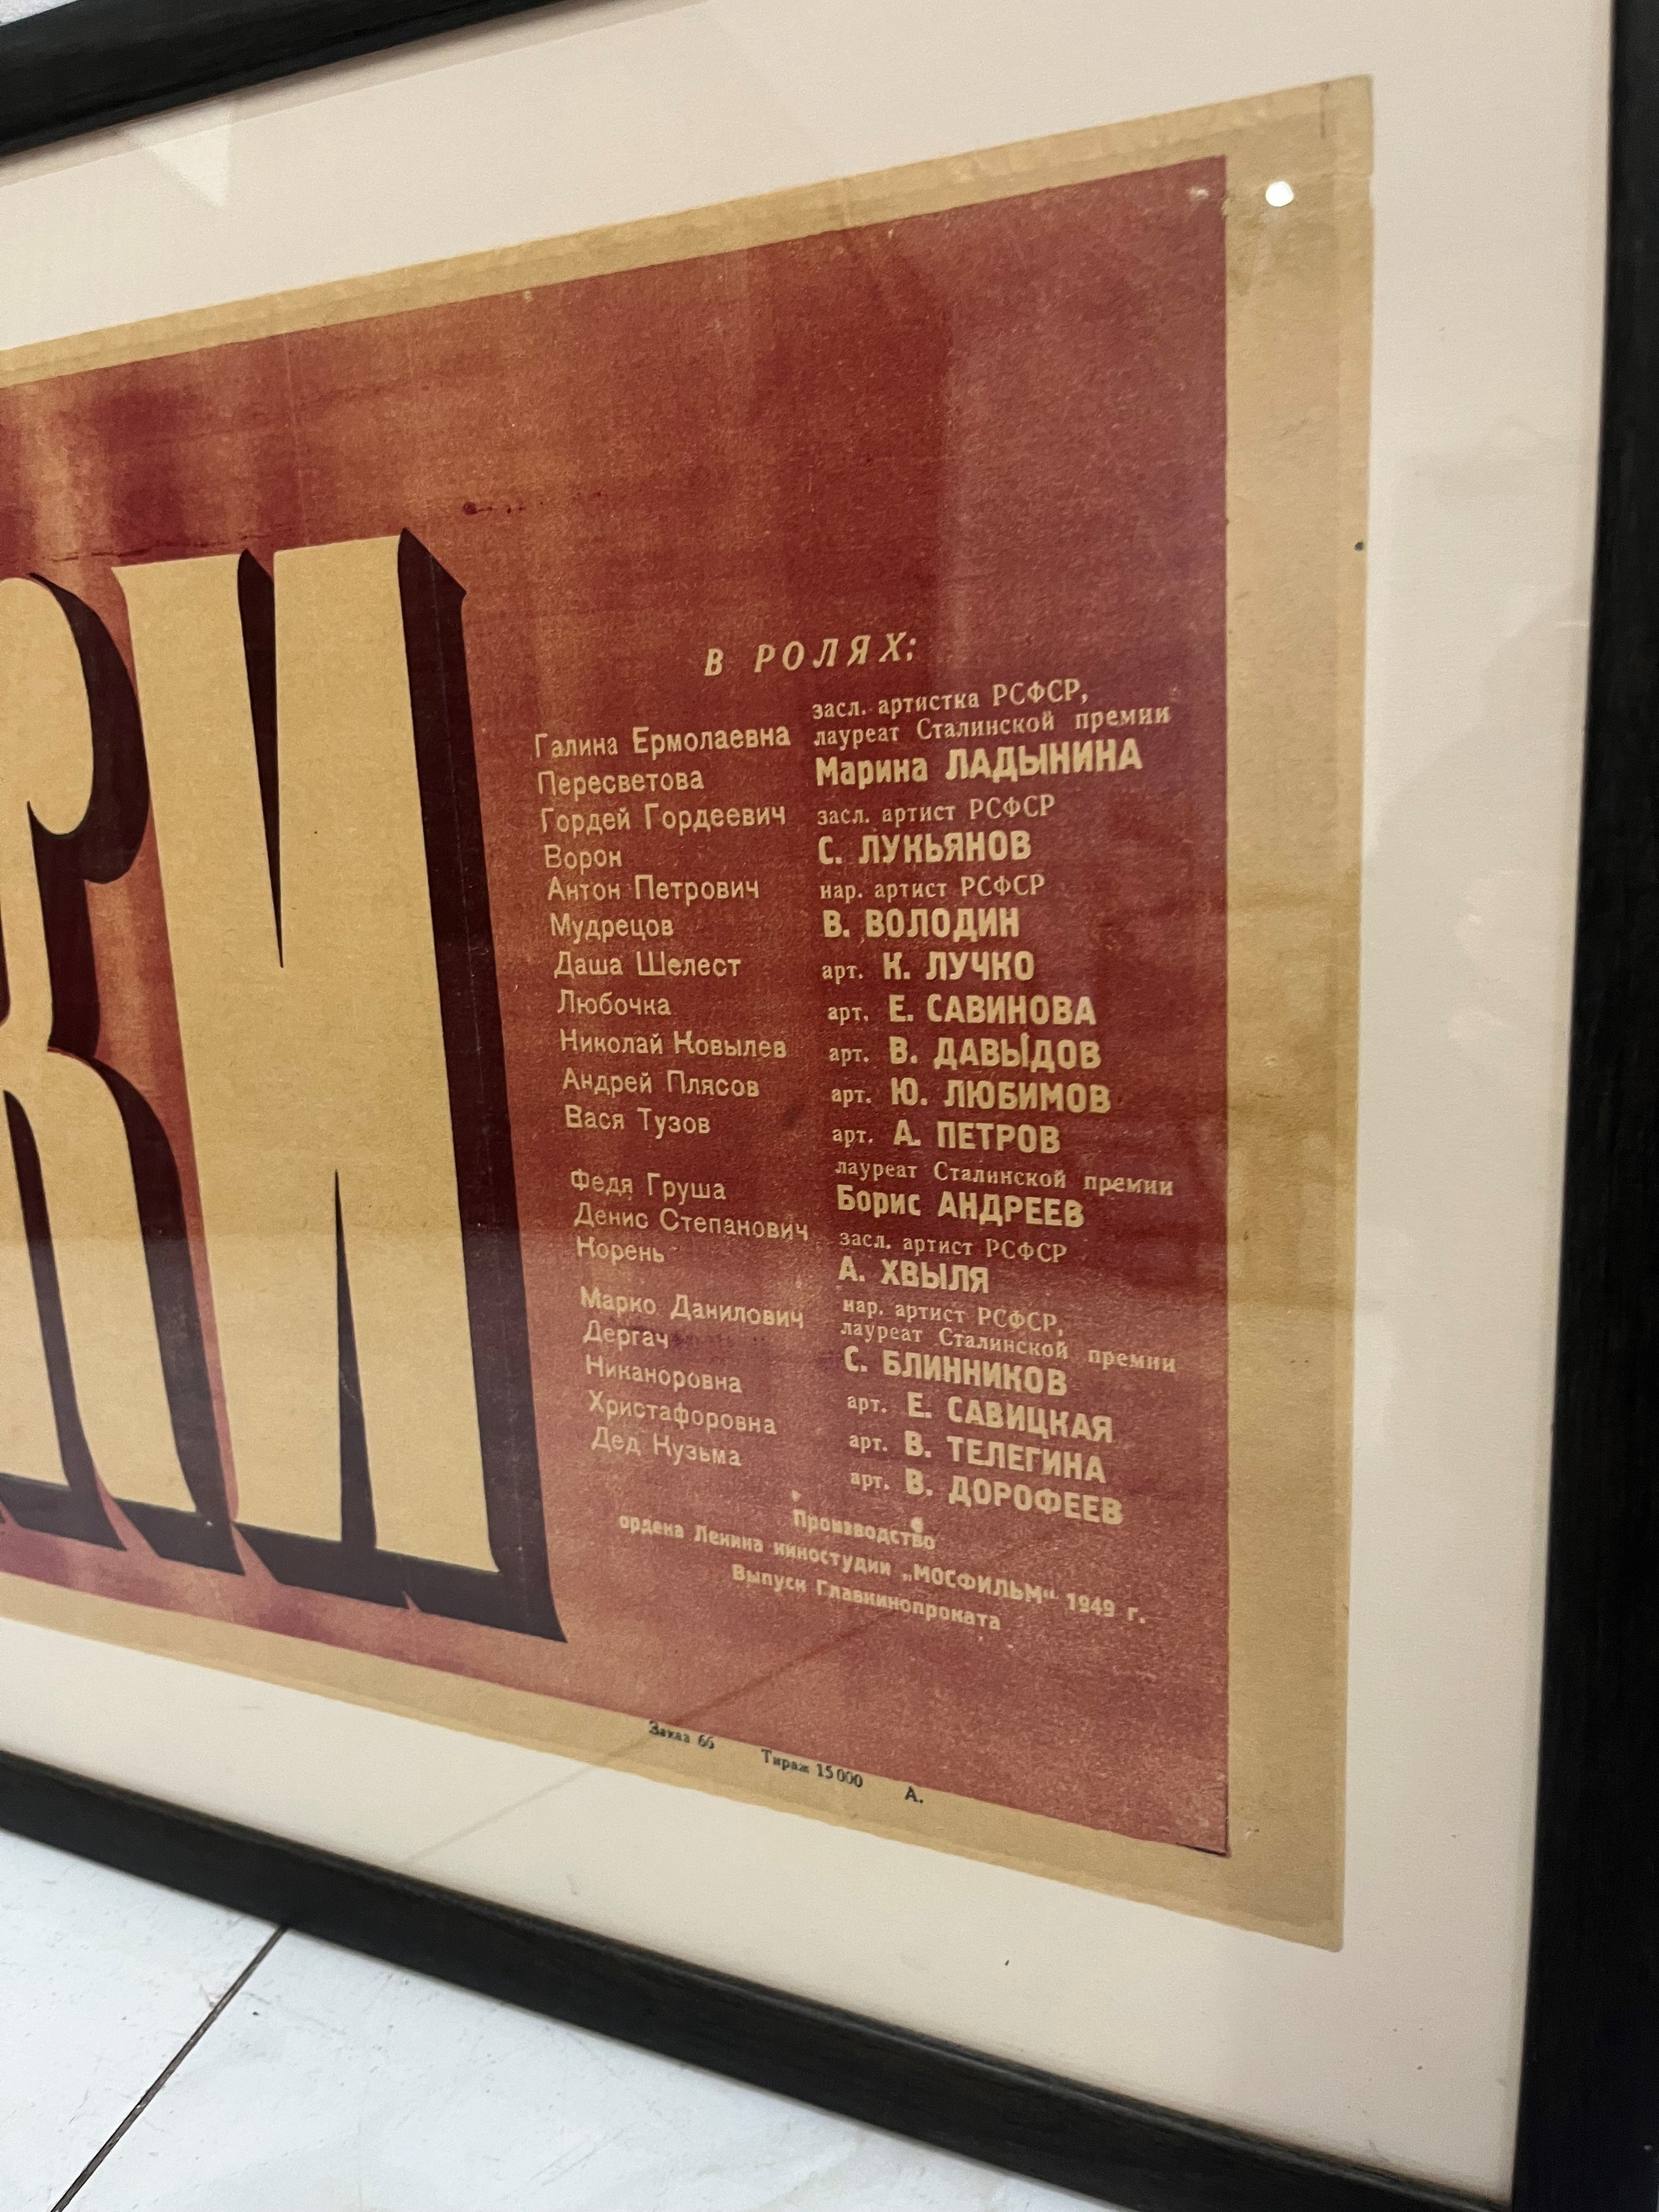 КИ
В РОЛЯХ:
Галина Ермолаевна
Пересветова
засл. артистка РСФСР,
лауреат Сталинской премии
Марина ЛАДЫНИНА
Гордей Гордеевич
Ворон
засл. артист РСФСР
С. ЛУКЬЯНОВ
Антон Петрович
Мудрецов
нар. артист РСФСР
В. ВОЛОДИН
Даша Шелест арт. К. ЛУЧКО
Любочка арт. Е. САВИНОВА
Николай Ковылев арт. В. ДАВЫДОВ
Андрей Плясов арт. Ю. ЛЮБИМОВ
Вася Тузов арт. А. ПЕТРОВ
Федя Груша
лауреат Сталинской премии
Борис АНДРЕЕВ
Денис Степанович
Корень
засл. артист РСФСР
А. ХВЫЛЯ
Марко Данилович
Дергач
нар. артист РСФСР,
лауреат Сталинской премии
С. БЛИННИКОВ
Никаноровна арт. Е. САВИЦКАЯ
Христафоровна арт. В. ТЕЛЕГИНА
Дед Кузьма арт. В. ДОРОФЕЕВ
Производство
ордена Ленина киностудии „МОСФИЛЬМ“ 1949 г.
Выпуск Главкинопроката
Заказ 66 Тираж 15 000 А.